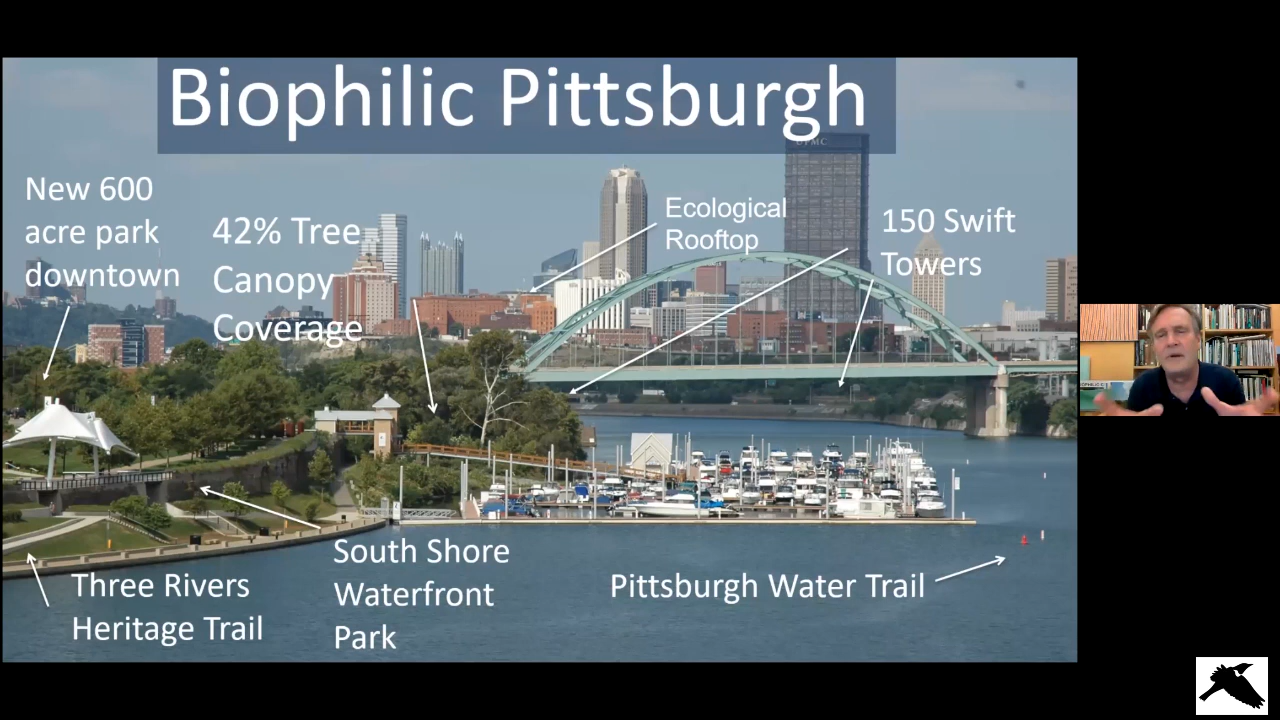 Biophilic Pittsburgh
UPMC
New 600
acre park
downtown
42% Tree
Canopy
Coverage
Ecological
Rooftop
150 Swift
Towers
South Shore
Waterfront
Park
Three Rivers
Heritage Trail
Pittsburgh Water Trail